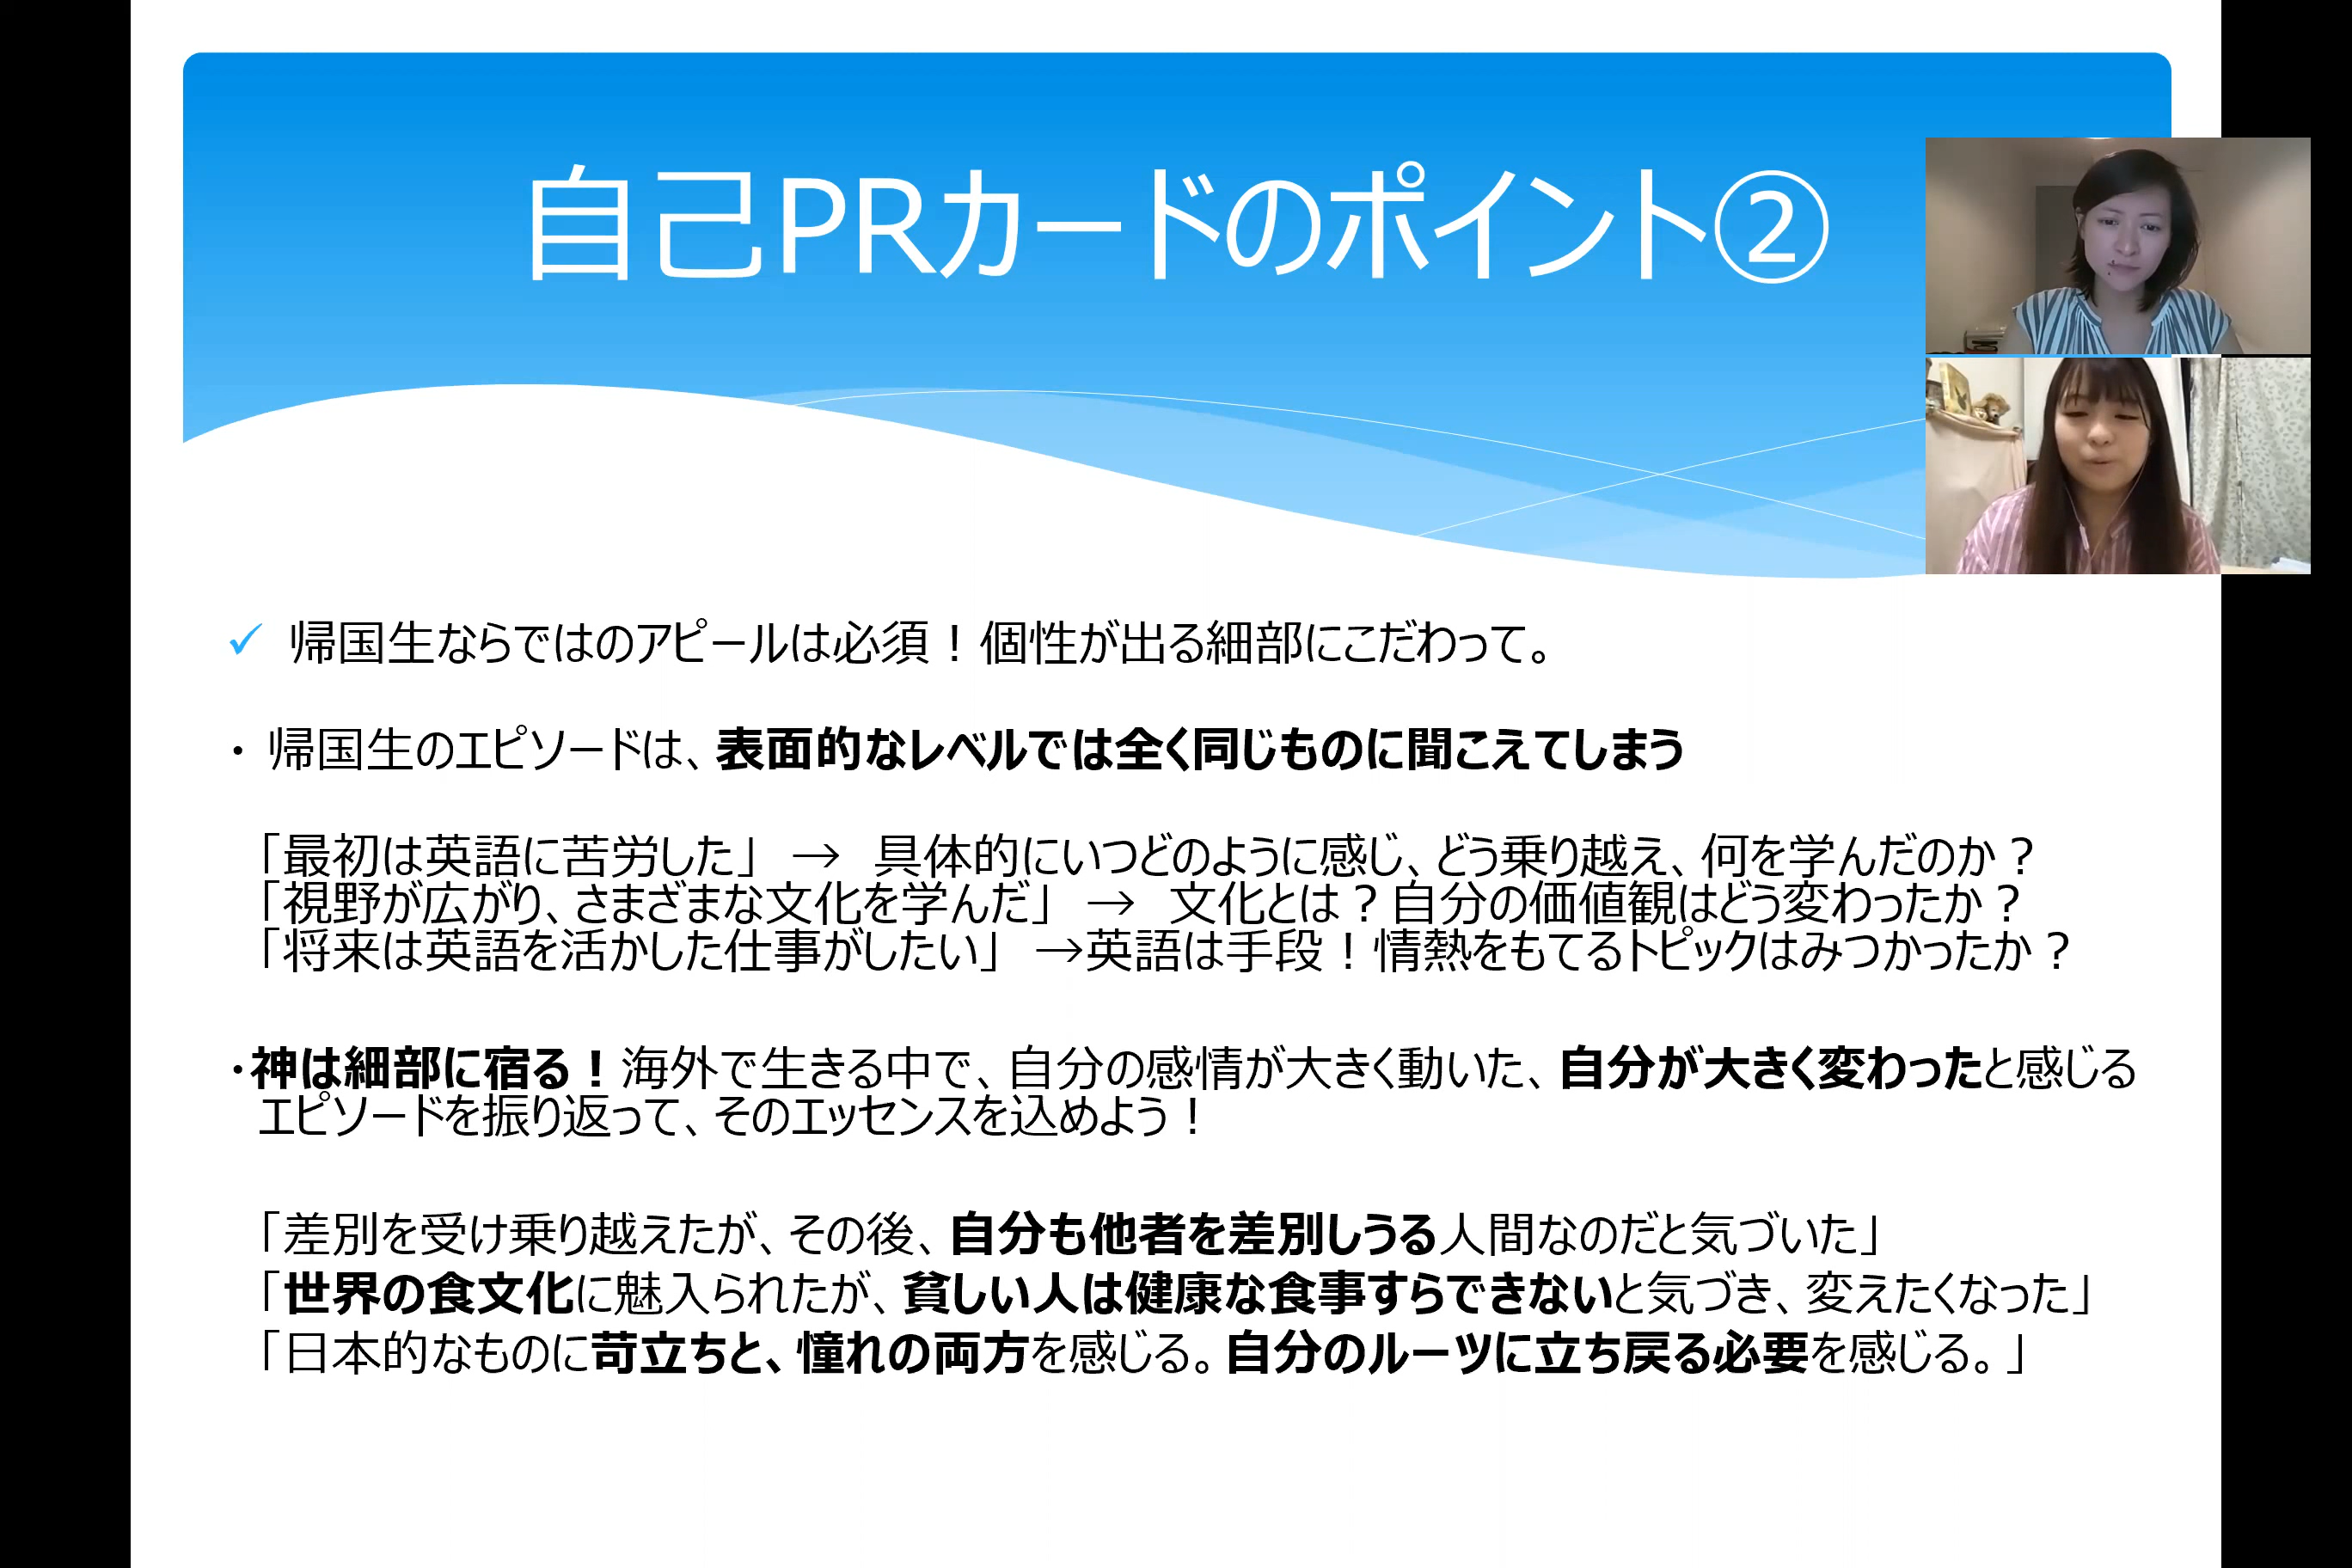 自己PRカードのポイント②
✓ 帰国生ならではのアピールは必須！個性が出る細部にこだわって。
・ 帰国生のエピソードは、表面的なレベルでは全く同じものに聞こえてしまう
「最初は英語に苦労した」 → 具体的にいつどのように感じ、どう乗り越え、何を学んだのか？
「視野が広がり、さまざまな文化を学んだ」 → 文化とは？自分の価値観はどう変わったか？
「将来は英語を活かした仕事がしたい」 →英語は手段！情熱をもてるトピックはみつかったか？
・神は細部に宿る！海外で生きる中で、自分の感情が大きく動いた、自分が大きく変わったと感じる
エピソードを振り返って、そのエッセンスを込めよう！
「差別を受け乗り越えたが、その後、自分も他者を差別しうる人間なのだと気づいた」
「世界の食文化に魅入られたが、貧しい人は健康な食事すらできないと気づき、変えたくなった」
「日本的なものに苛立ちと、憧れの両方を感じる。自分のルーツに立ち戻る必要を感じる。」